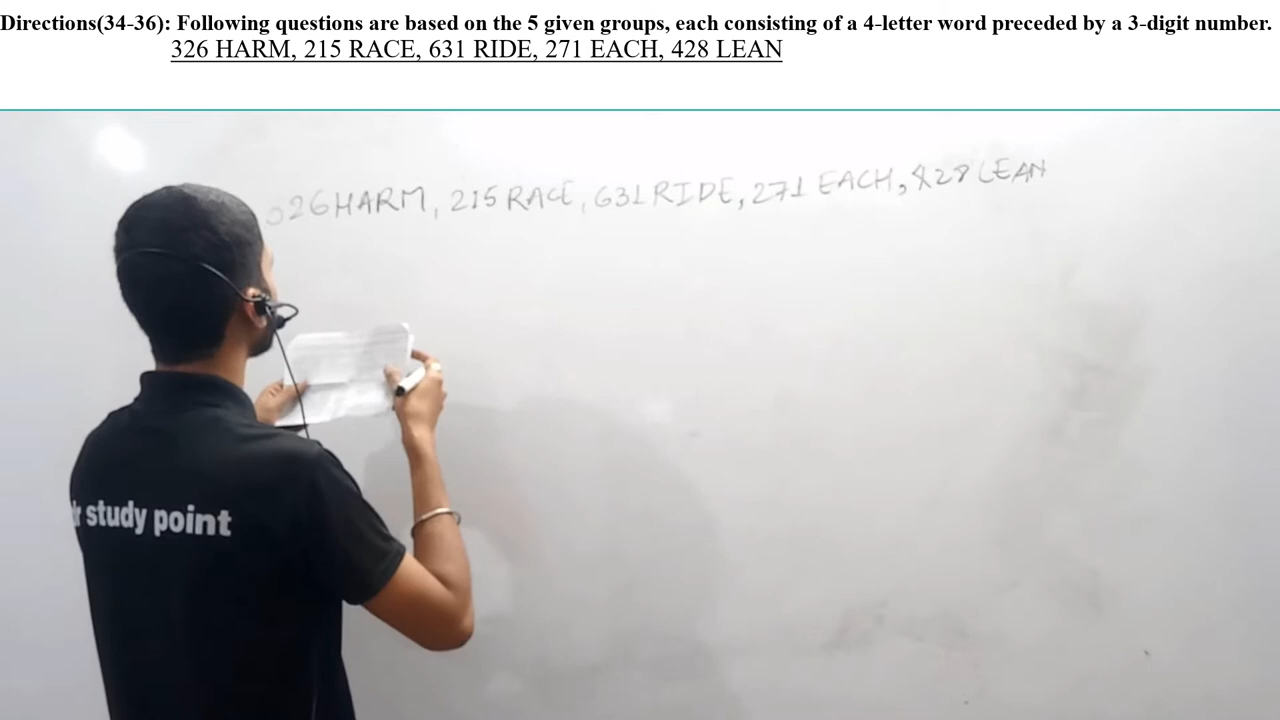 Directions(34-36): Following questions are based on the 5 given groups, each consisting of a 4-letter word preceded by a 3-digit number.
326 HARM, 215 RACE, 631 RIDE, 271 EACH, 428 LEAN
326 HARM, 215 RACE, 631 RIDE, 271 EACH, 428 LEAN
study point